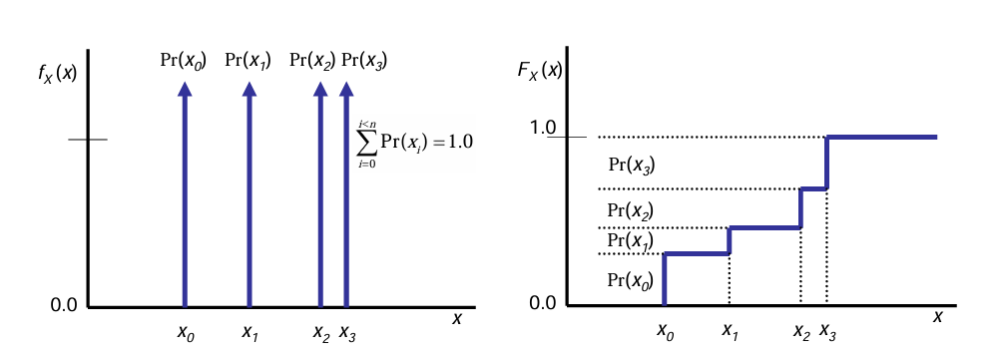 f_X(x)
Pr(x_0) Pr(x_1) Pr(x_2) Pr(x_3)
i<n
∑ Pr(x_i) = 1.0
i=0
0.0
x
x_0 x_1 x_2 x_3
F_X(x)
1.0
Pr(x_3)
Pr(x_2)
Pr(x_1)
Pr(x_0)
0.0
x
x_0 x_1 x_2 x_3